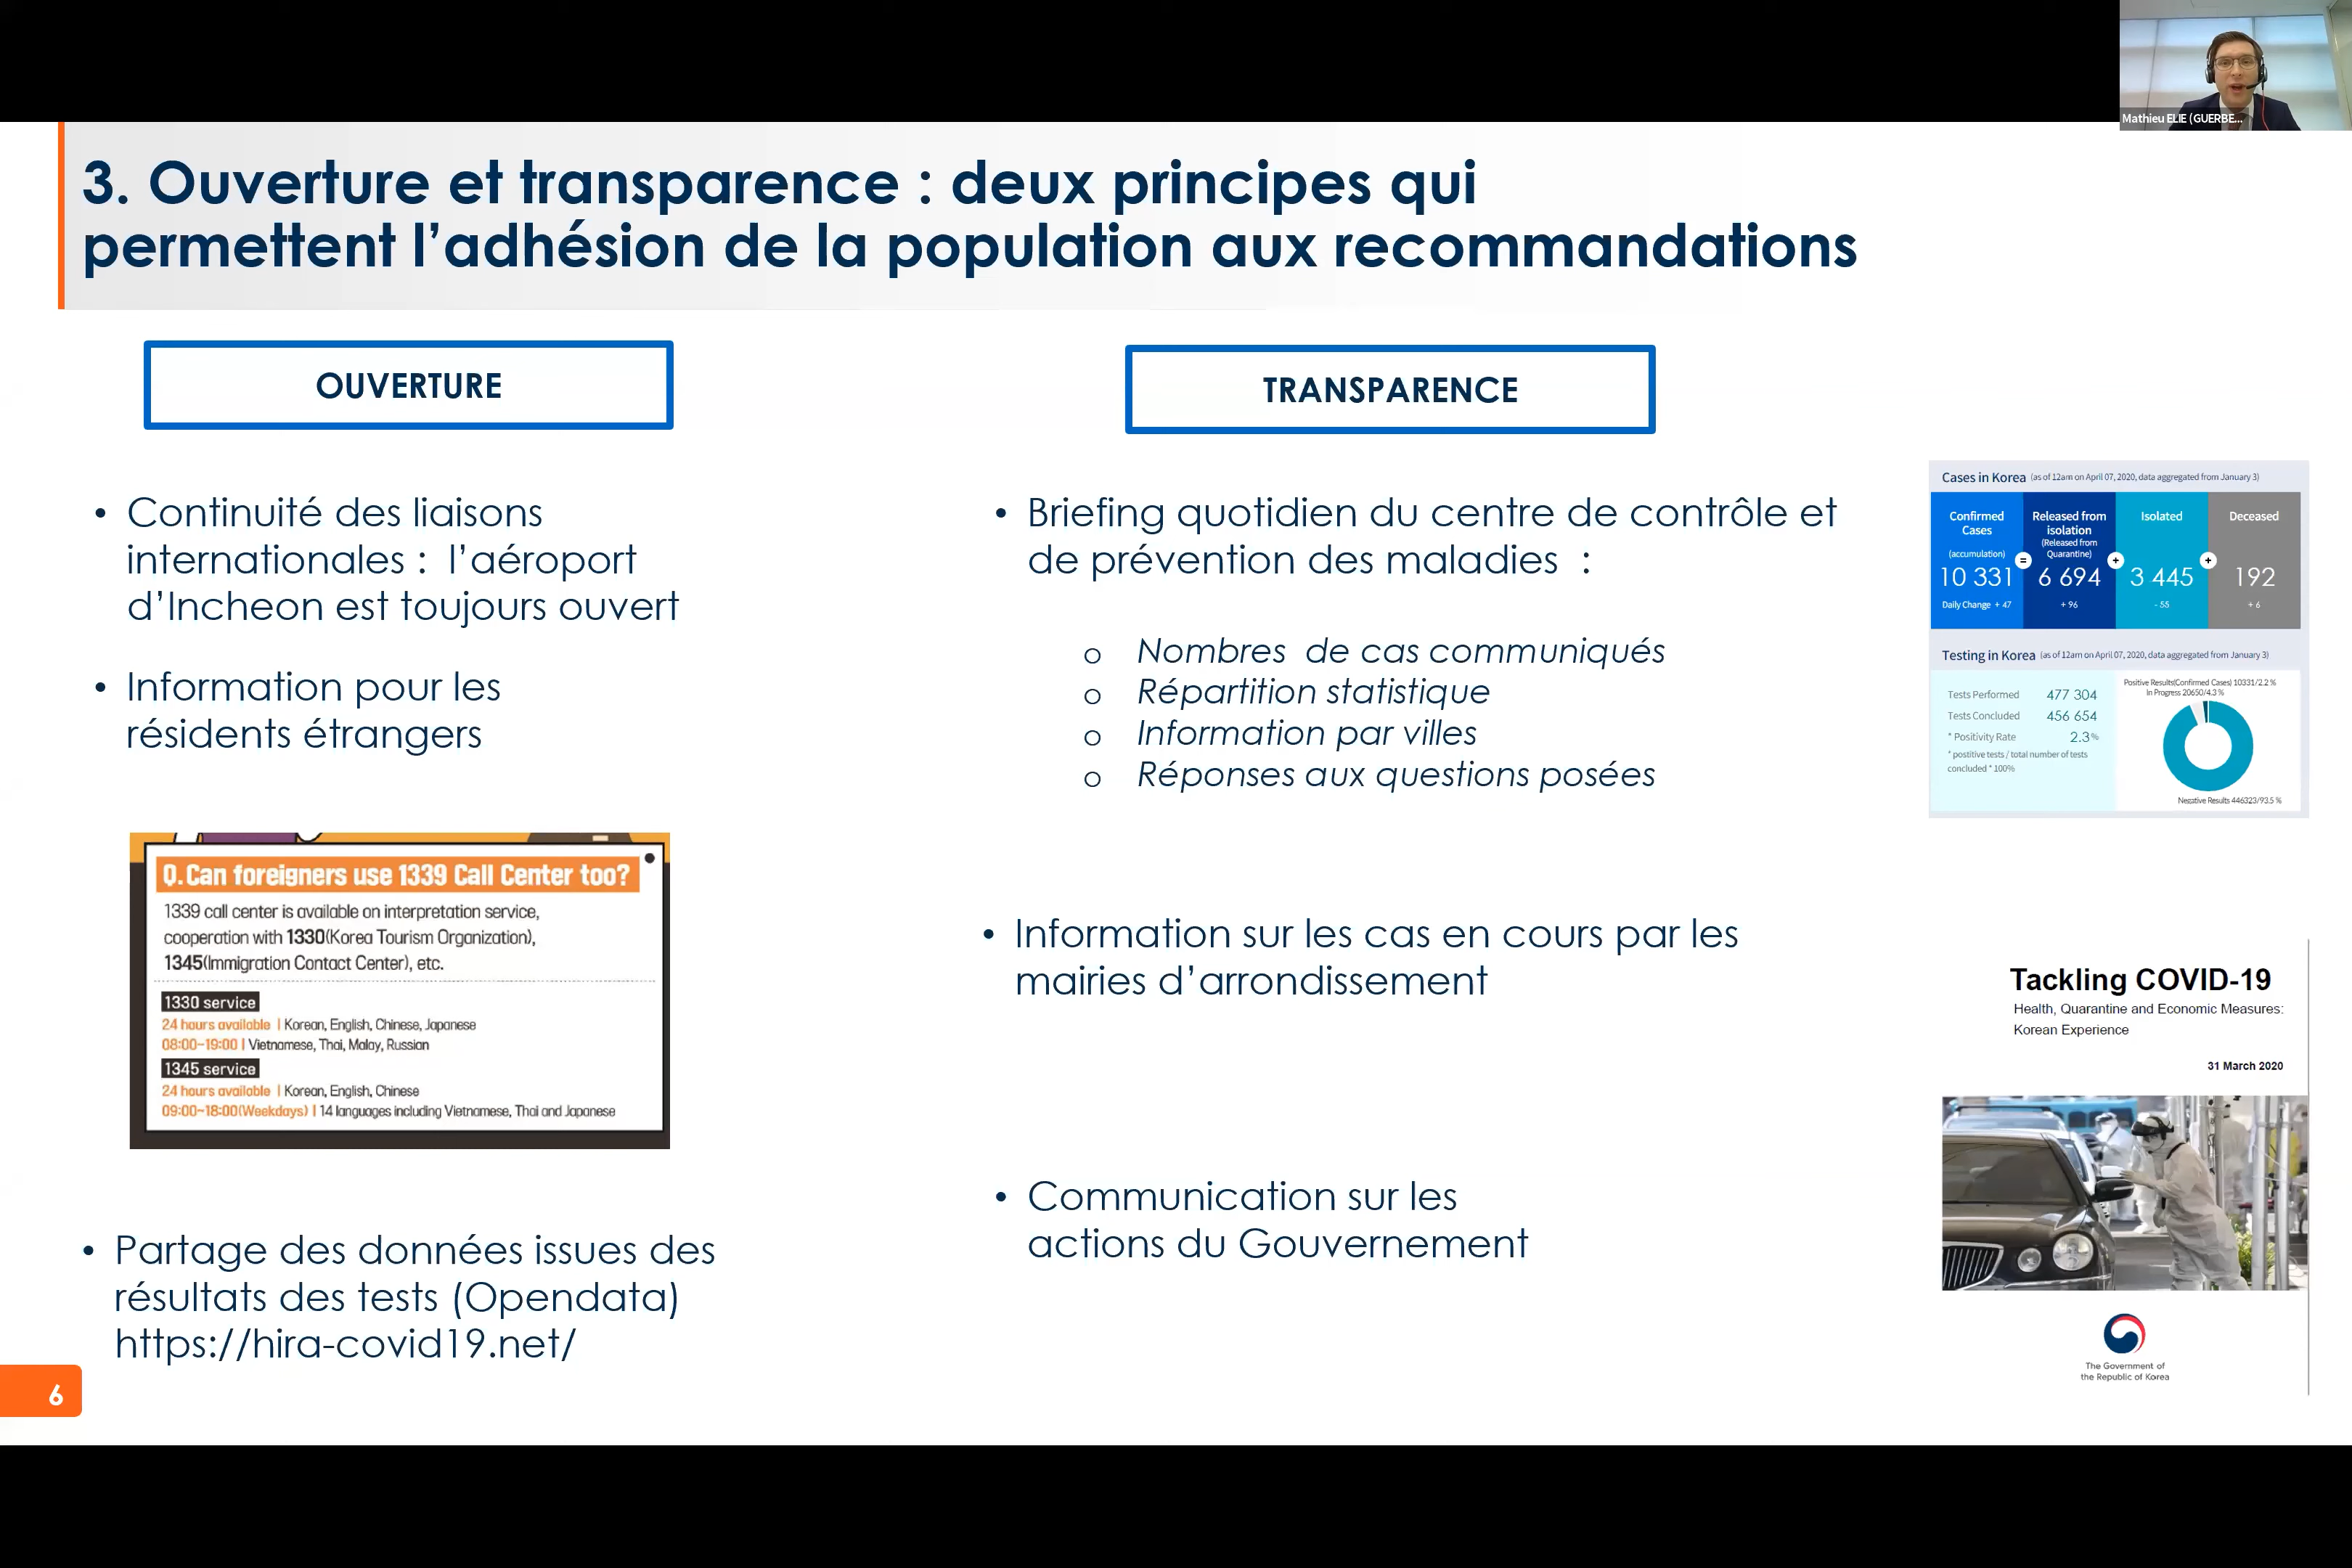 Mathieu ELIE (GUERBE...
3. Ouverture et transparence : deux principes qui
permettent l’adhésion de la population aux recommandations
OUVERTURE
• Continuité des liaisons
internationales : l’aéroport
d’Incheon est toujours ouvert
• Information pour les
résidents étrangers
Q. Can foreigners use 1339 Call Center too?
1339 call center is available on interpretation service,
cooperation with 1330(Korea Tourism Organization),
1345(Immigration Contact Center), etc.
1330 service
24 hours available | Korean, English, Chinese, Japanese
08:00~19:00 | Vietnamese, Thai, Malay, Russian
1345 service
24 hours available | Korean, English, Chinese
09:00~18:00(Weekdays) | 14 languages including Vietnamese, Thai and Japanese
• Partage des données issues des
résultats des tests (Opendata)
https://hira-covid19.net/
TRANSPARENCE
• Briefing quotidien du centre de contrôle et
de prévention des maladies :
o Nombres de cas communiqués
o Répartition statistique
o Information par villes
o Réponses aux questions posées
• Information sur les cas en cours par les
mairies d’arrondissement
• Communication sur les
actions du Gouvernement
Cases in Korea (as of 12am on April 07, 2020, data aggregated from January 3)
Confirmed
Cases
(accumulation)
10 331
Daily Change + 47
=
Released from
isolation
(Released from
Quarantine)
6 694
+ 96
+
Isolated
3 445
- 55
+
Deceased
192
+ 6
Testing in Korea (as of 12am on April 07, 2020, data aggregated from January 3)
Tests Performed 477 304
Tests Concluded 456 654
* Positivity Rate 2.3%
* postitive tests / total number of tests
concluded * 100%
Positive Results(Confirmed Cases) 10331/2.2 %
In Progress 20650/4.3 %
Negative Results 446323/93.5 %
Tackling COVID-19
Health, Quarantine and Economic Measures:
Korean Experience
31 March 2020
The Government of
the Republic of Korea
6